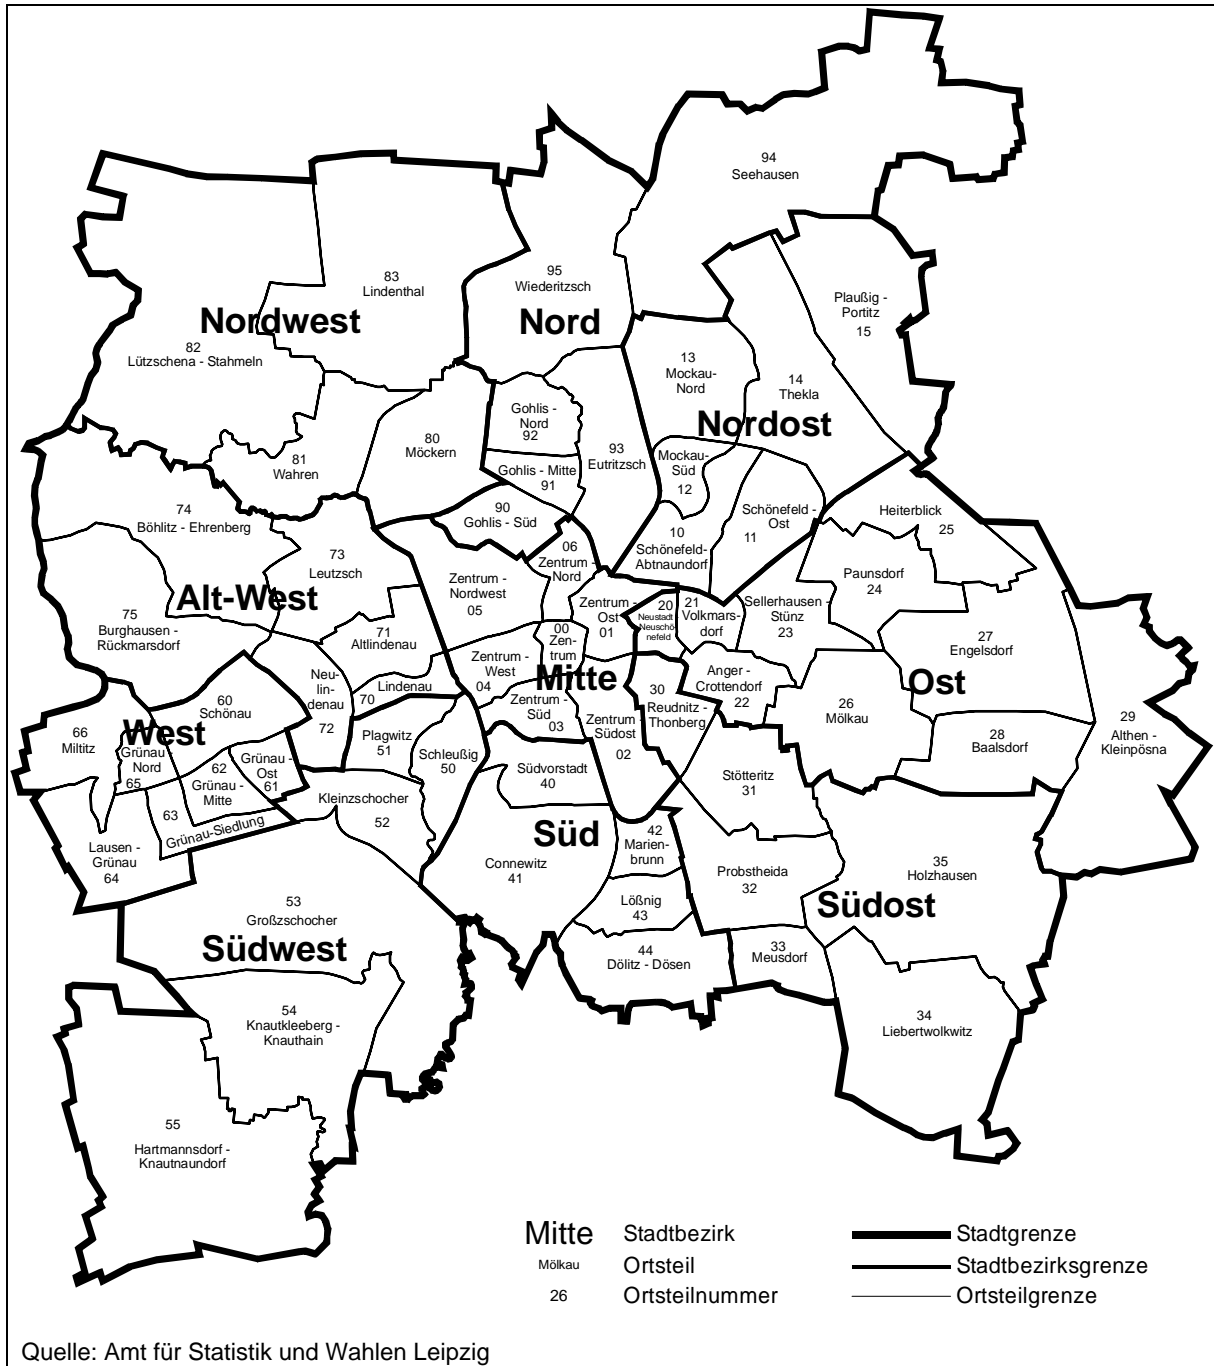 94
Seehausen
83
Lindenthal
95
Wiederitzsch
Plaußig -
Portitz
15
Nordwest
Nord
82
Lützschena - Stahmeln
13
Mockau-
Nord
14
Thekla
Nordost
Gohlis -
Nord
92
80
Möckern
93
Eutritzsch
81
Wahren
Gohlis - Mitte
91
Mockau-
Süd
12
74
Böhlitz - Ehrenberg
90
Gohlis - Süd
Schönefeld -
Ost
11
Heiterblick
25
10
Schönefeld-
Abtnaundorf
73
Leutzsch
06
Zentrum -
Nord
Zentrum -
Nordwest
05
Paunsdorf
24
Alt-West
75
Burghausen -
Rückmarsdorf
71
Altlindenau
Zentrum -
Ost
01
20
Neustadt
Neuschö-
nefeld
21
Volkmars-
dorf
Sellerhausen -
Stünz
23
00
Zen-
trum
27
Engelsdorf
Neu-
lin-
denau
72
Lindenau
70
Zentrum -
West
04
Mitte
Anger -
Crottendorf
22
Ost
60
Schönau
30
Reudnitz -
Thonberg
26
Mölkau
Zentrum -
Süd
03
Zentrum -
Südost
02
West
66
Miltitz
Grünau -
Nord
65
62
Grünau -
Mitte
Grünau -
Ost
61
Plagwitz
51
Schleußig
50
28
Baalsdorf
29
Althen -
Kleinpösna
Südvorstadt
40
Stötteritz
31
Kleinzschocher
52
63
Grünau-Siedlung
Süd
42
Marien-
brunn
Lausen -
Grünau
64
Connewitz
41
Probstheida
32
35
Holzhausen
Lößnig
43
Südost
53
Großzschocher
Südwest
44
Dölitz - Dösen
33
Meusdorf
54
Knautkleeberg -
Knauthain
34
Liebertwolkwitz
55
Hartmannsdorf -
Knautnaundorf
Mitte Stadtbezirk Stadtgrenze
Mölkau Ortsteil Stadtbezirksgrenze
26 Ortsteilnummer Ortsteilgrenze
Quelle: Amt für Statistik und Wahlen Leipzig